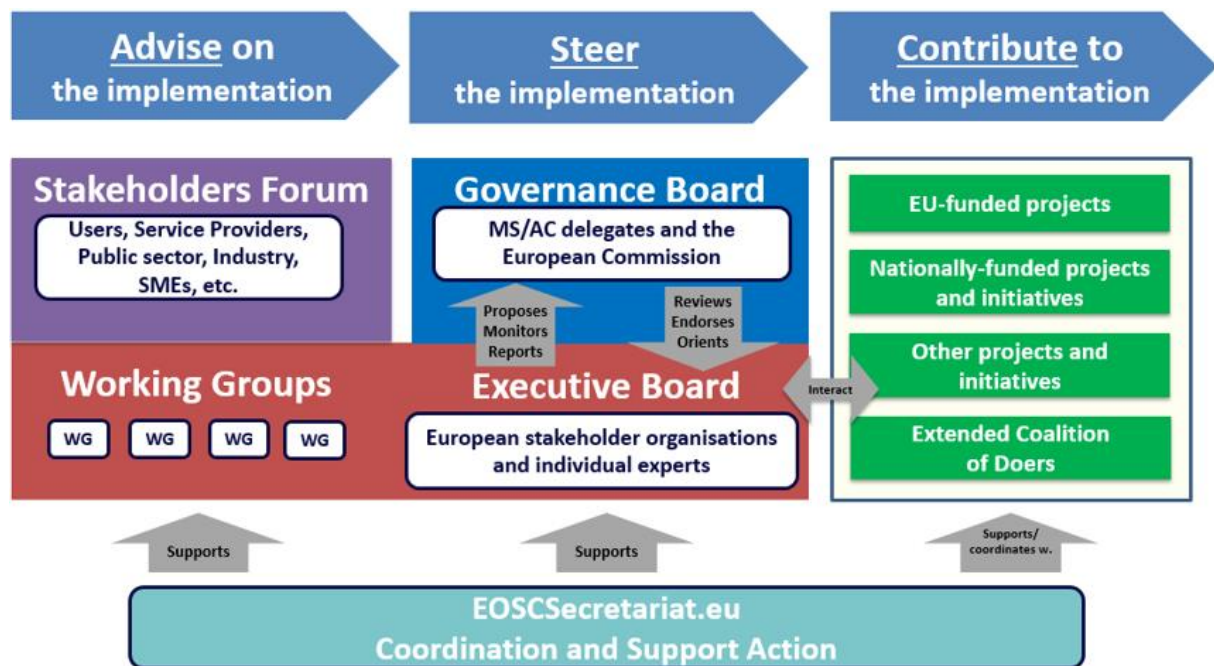 Advise on
the implementation
Steer
the implementation
Contribute to
the implementation
Stakeholders Forum
Users, Service Providers,
Public sector, Industry,
SMEs, etc.
Governance Board
MS/AC delegates and the
European Commission
Proposes
Monitors
Reports
Reviews
Endorses
Orients
Working Groups
WG
WG
WG
WG
Executive Board
European stakeholder organisations
and individual experts
Interact
EU-funded projects
Nationally-funded projects
and initiatives
Other projects and
initiatives
Extended Coalition
of Doers
Supports
Supports
Supports/
coordinates w.
EOSCSecretariat.eu
Coordination and Support Action